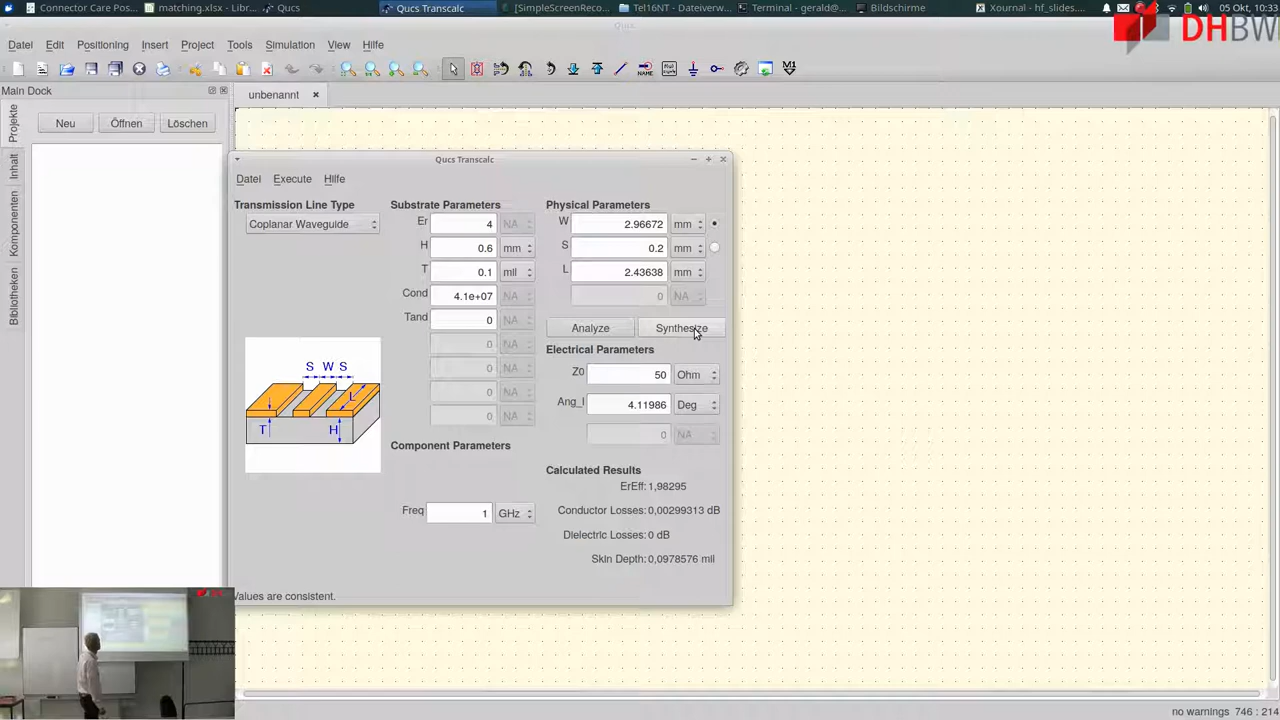 Connector Care Pos...
matching.xlsx - Libr...
Qucs
Qucs Transcalc
[SimpleScreenReco...
Tel16NT - Dateiverw...
Terminal - gerald@...
Bildschirme
Xournal - hf_slides....
05 Okt, 10:33
Qucs
DHBW
Datei Edit Positioning Insert Project Tools Simulation View Hilfe
Main Dock
unbenannt
Projekte
Inhalt
Komponenten
Bibliotheken
Neu Öffnen Löschen
Qucs Transcalc
Datei Execute Hilfe
Transmission Line Type
Coplanar Waveguide
S W S
L
T
H
Substrate Parameters
Er 4 NA
H 0.6 mm
T 0.1 mil
Cond 4.1e+07 NA
Tand 0 NA
0 NA
0 NA
0 NA
0 NA
Component Parameters
Freq 1 GHz
Physical Parameters
W 2.96672 mm
S 0.2 mm
L 2.43638 mm
0 NA
Analyze Synthesize
Electrical Parameters
Z0 50 Ohm
Ang_l 4.11986 Deg
0 NA
Calculated Results
ErEff: 1,98295
Conductor Losses: 0,00299313 dB
Dielectric Losses: 0 dB
Skin Depth: 0,0978576 mil
Values are consistent.
no warnings 746 : 214